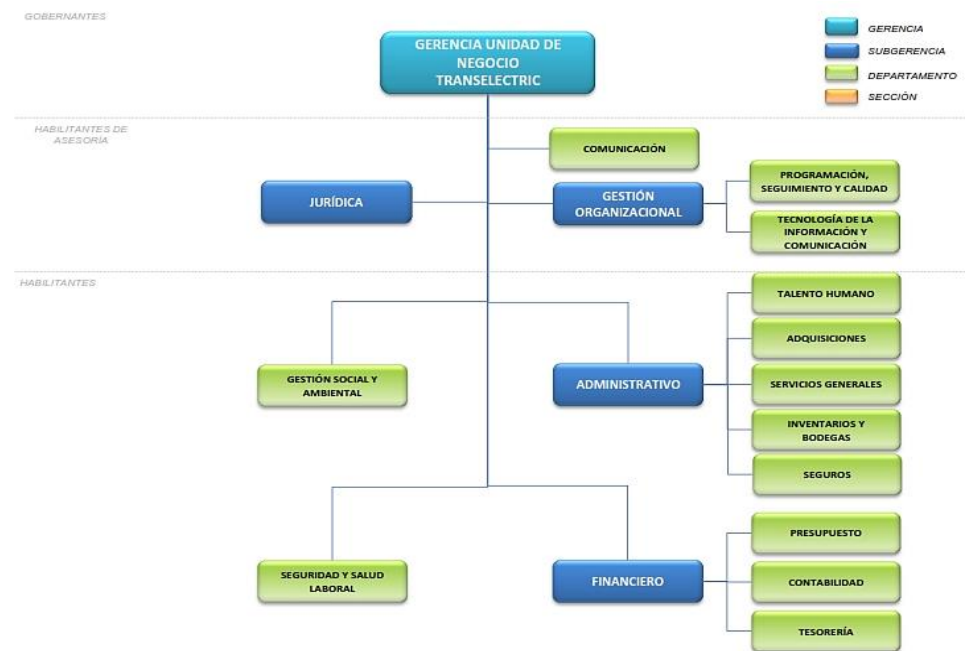 GOBERNANTES
GERENCIA UNIDAD DE
NEGOCIO
TRANSELECTRIC
GERENCIA
SUBGERENCIA
DEPARTAMENTO
SECCIÓN
HABILITANTES DE
ASESORÍA
COMUNICACIÓN
JURÍDICA
GESTIÓN
ORGANIZACIONAL
PROGRAMACIÓN,
SEGUIMIENTO Y CALIDAD
TECNOLOGÍA DE LA
INFORMACIÓN Y
COMUNICACIÓN
HABILITANTES
GESTIÓN SOCIAL Y
AMBIENTAL
ADMINISTRATIVO
TALENTO HUMANO
ADQUISICIONES
SERVICIOS GENERALES
INVENTARIOS Y
BODEGAS
SEGUROS
SEGURIDAD Y SALUD
LABORAL
FINANCIERO
PRESUPUESTO
CONTABILIDAD
TESORERÍA